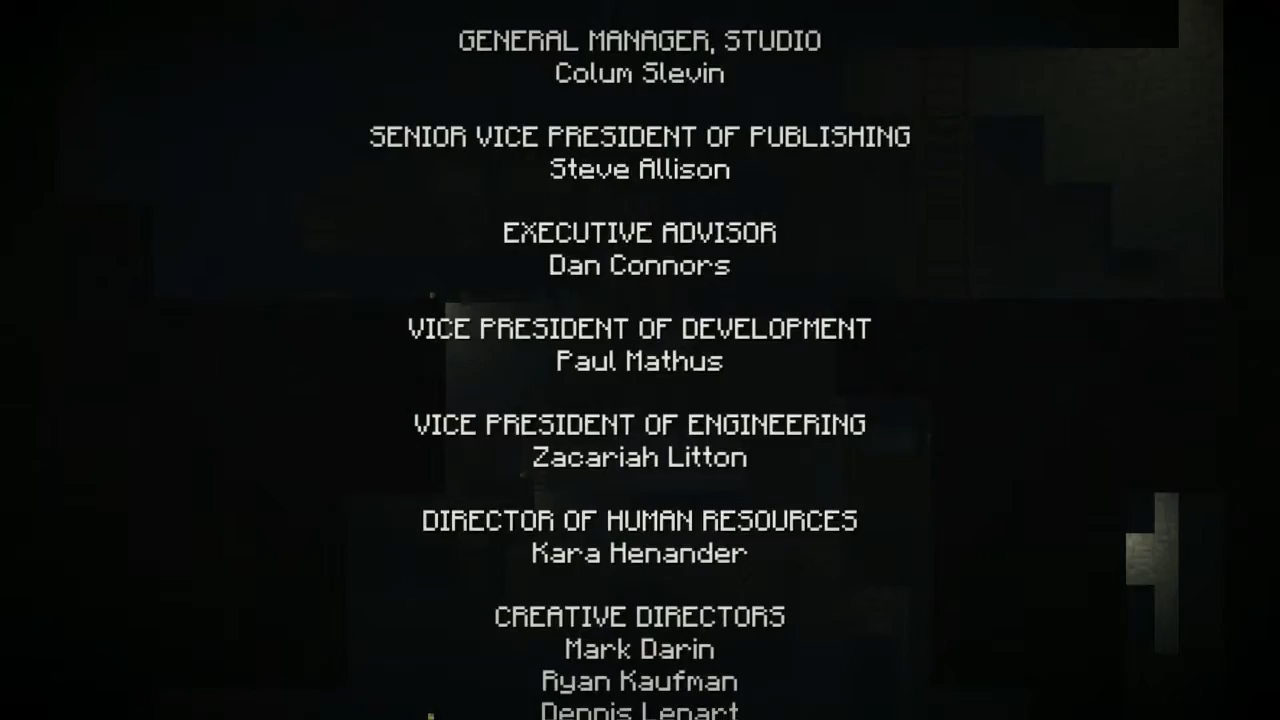 GENERAL MANAGER, STUDIO
Colum Slevin
SENIOR VICE PRESIDENT OF PUBLISHING
Steve Allison
EXECUTIVE ADVISOR
Dan Connors
VICE PRESIDENT OF DEVELOPMENT
Paul Mathus
VICE PRESIDENT OF ENGINEERING
Zacariah Litton
DIRECTOR OF HUMAN RESOURCES
Kara Henander
CREATIVE DIRECTORS
Mark Darin
Ryan Kaufman
Dennis Lenart